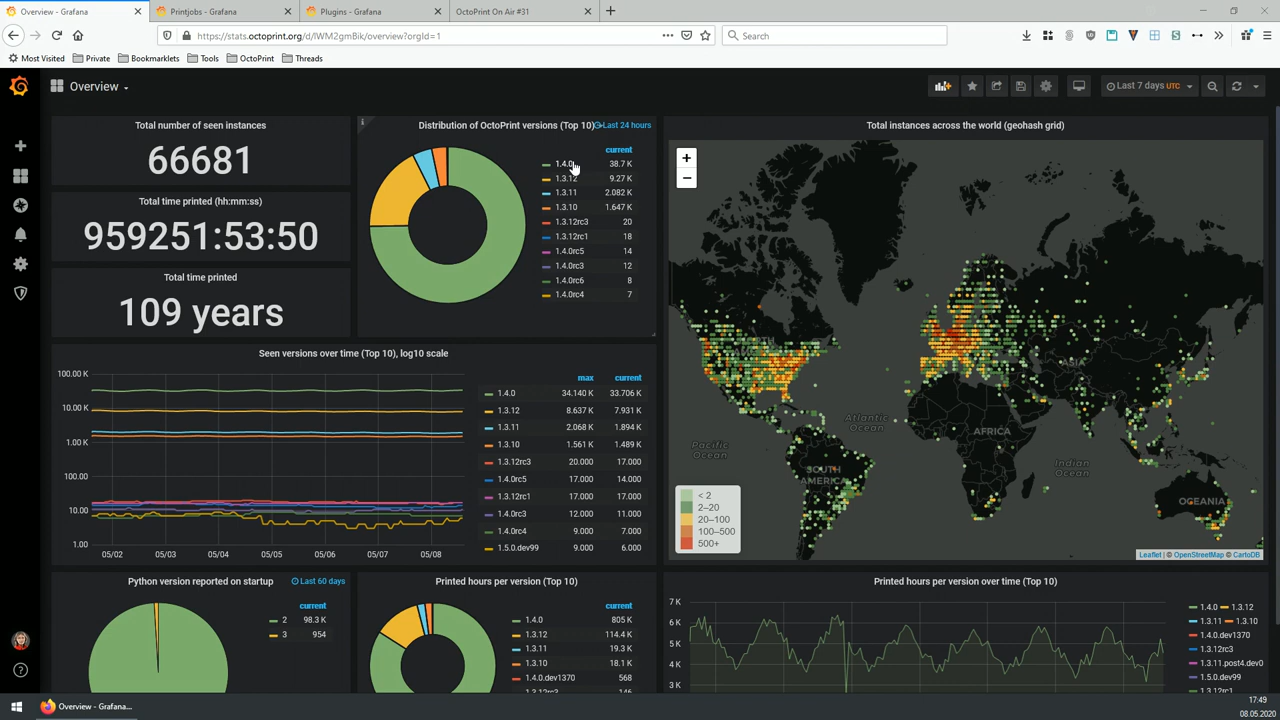 Overview - Grafana
Printjobs - Grafana
Plugins - Grafana
OctoPrint On Air #31
https://stats.octoprint.org/d/lWM2gmBik/overview?orgId=1
Search
Most Visited
Private
Bookmarklets
Tools
OctoPrint
Threads
Overview
Last 7 days UTC
Total number of seen instances
66681
Total time printed (hh:mm:ss)
959251:53:50
Total time printed
109 years
Distribution of OctoPrint versions (Top 10)
Last 24 hours
current
1.4.0 38.7 K
1.3.12 9.27 K
1.3.11 2.082 K
1.3.10 1.647 K
1.3.12rc3 20
1.3.12rc1 18
1.4.0rc5 14
1.4.0rc3 12
1.4.0rc6 8
1.4.0rc4 7
Total instances across the world (geohash grid)
+
−
Pacific
Ocean
Atlantic
Ocean
NORTH
AMERICA
SOUTH
AMERICA
AFRICA
ASIA
Indian
Ocean
OCEANIA
< 2
2–20
20–100
100–500
500+
Leaflet | © OpenStreetMap © CartoDB
Seen versions over time (Top 10), log10 scale
100.00 K
10.00 K
1.00 K
100.00
10.00
1.00
05/02 05/03 05/04 05/05 05/06 05/07 05/08
max current
1.4.0 34.140 K 33.706 K
1.3.12 8.637 K 7.931 K
1.3.11 2.068 K 1.894 K
1.3.10 1.561 K 1.489 K
1.3.12rc3 20.000 17.000
1.4.0rc5 17.000 14.000
1.3.12rc1 17.000 17.000
1.4.0rc3 12.000 11.000
1.4.0rc4 9.000 7.000
1.5.0.dev99 9.000 6.000
Python version reported on startup
Last 60 days
current
2 98.3 K
3 954
Printed hours per version (Top 10)
current
1.4.0 805 K
1.3.12 114.4 K
1.3.11 19.3 K
1.3.10 18.1 K
1.4.0.dev1370 568
1.3.12rc3 146
Printed hours per version over time (Top 10)
7 K
6 K
5 K
4 K
3 K
1.4.0 1.3.12
1.3.11 1.3.10
1.4.0.dev1370
1.3.12rc3
1.3.11.post4.dev0
1.5.0.dev99
1.3.12rc1
Overview - Grafana...
17:49
08.05.2020